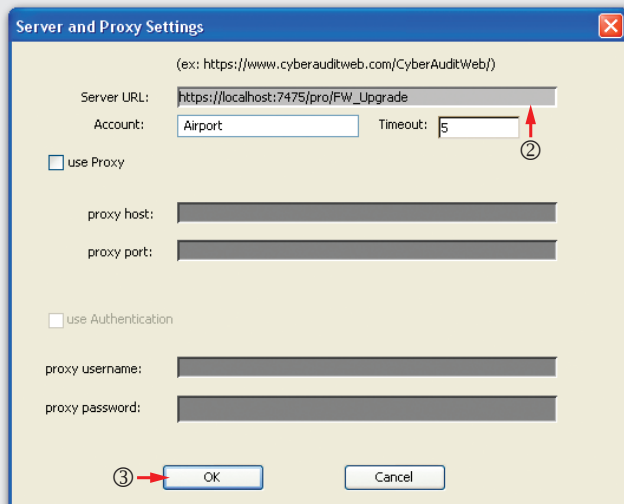 Server and Proxy Settings
(ex: https://www.cyberauditweb.com/CyberAuditWeb/)
Server URL: https://localhost:7475/pro/FW_Upgrade
Account: Airport Timeout: 5
②
use Proxy
proxy host:
proxy port:
use Authentication
proxy username:
proxy password:
③ OK Cancel